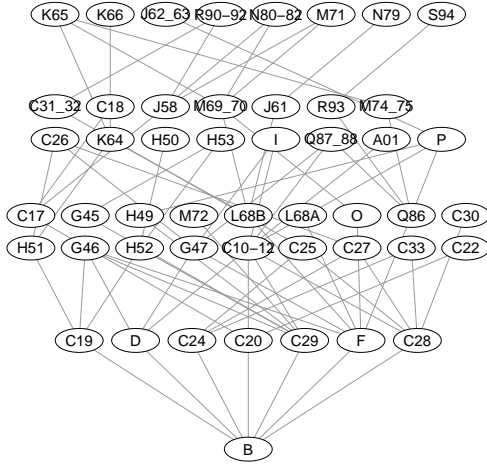 K65 K66 J62_63 R90−92 N80−82 M71 N79 S94
C31_32 C18 J58 M69_70 J61 R93 M74_75
C26 K64 H50 H53 I Q87_88 A01 P
C17 G45 H49 M72 L68B L68A O Q86 C30
H51 G46 H52 G47 C10−12 C25 C27 C33 C22
C19 D C24 C20 C29 F C28
B